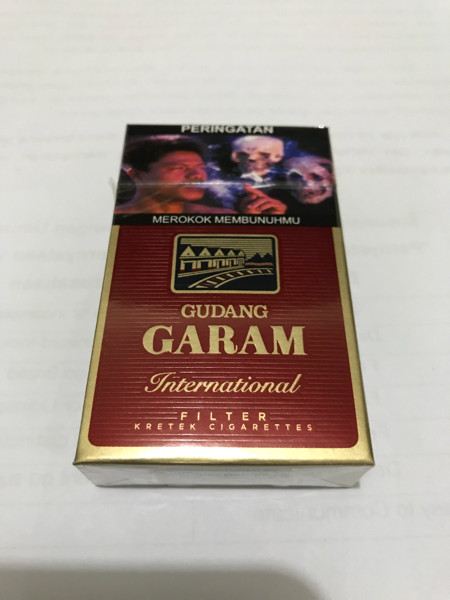 PERINGATAN
MEROKOK MEMBUNUHMU
GUDANG
GARAM
International
FILTER
KRETEK CIGARETTES